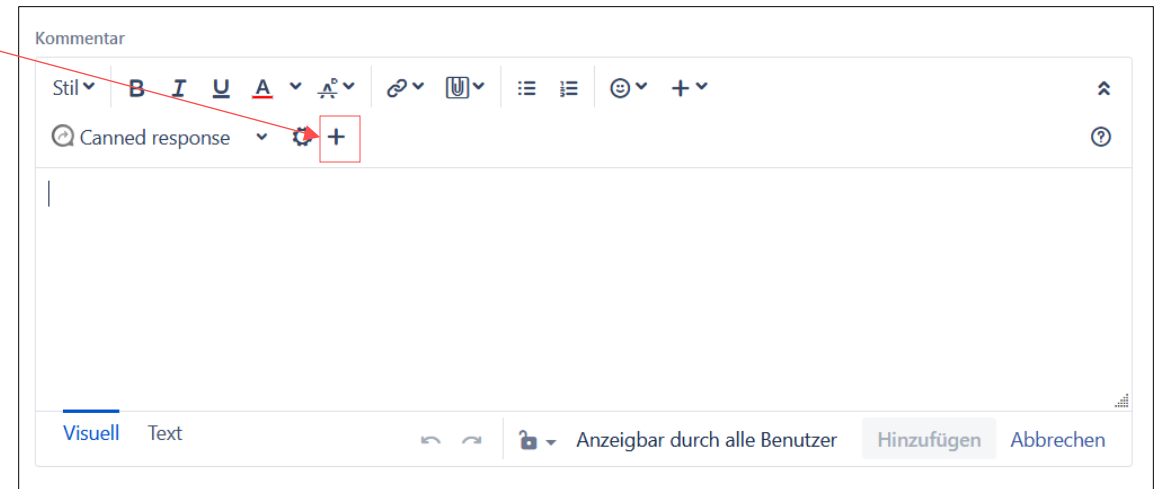 Kommentar
Stil B I U A
Canned response
Visuell Text Anzeigbar durch alle Benutzer Hinzufügen Abbrechen